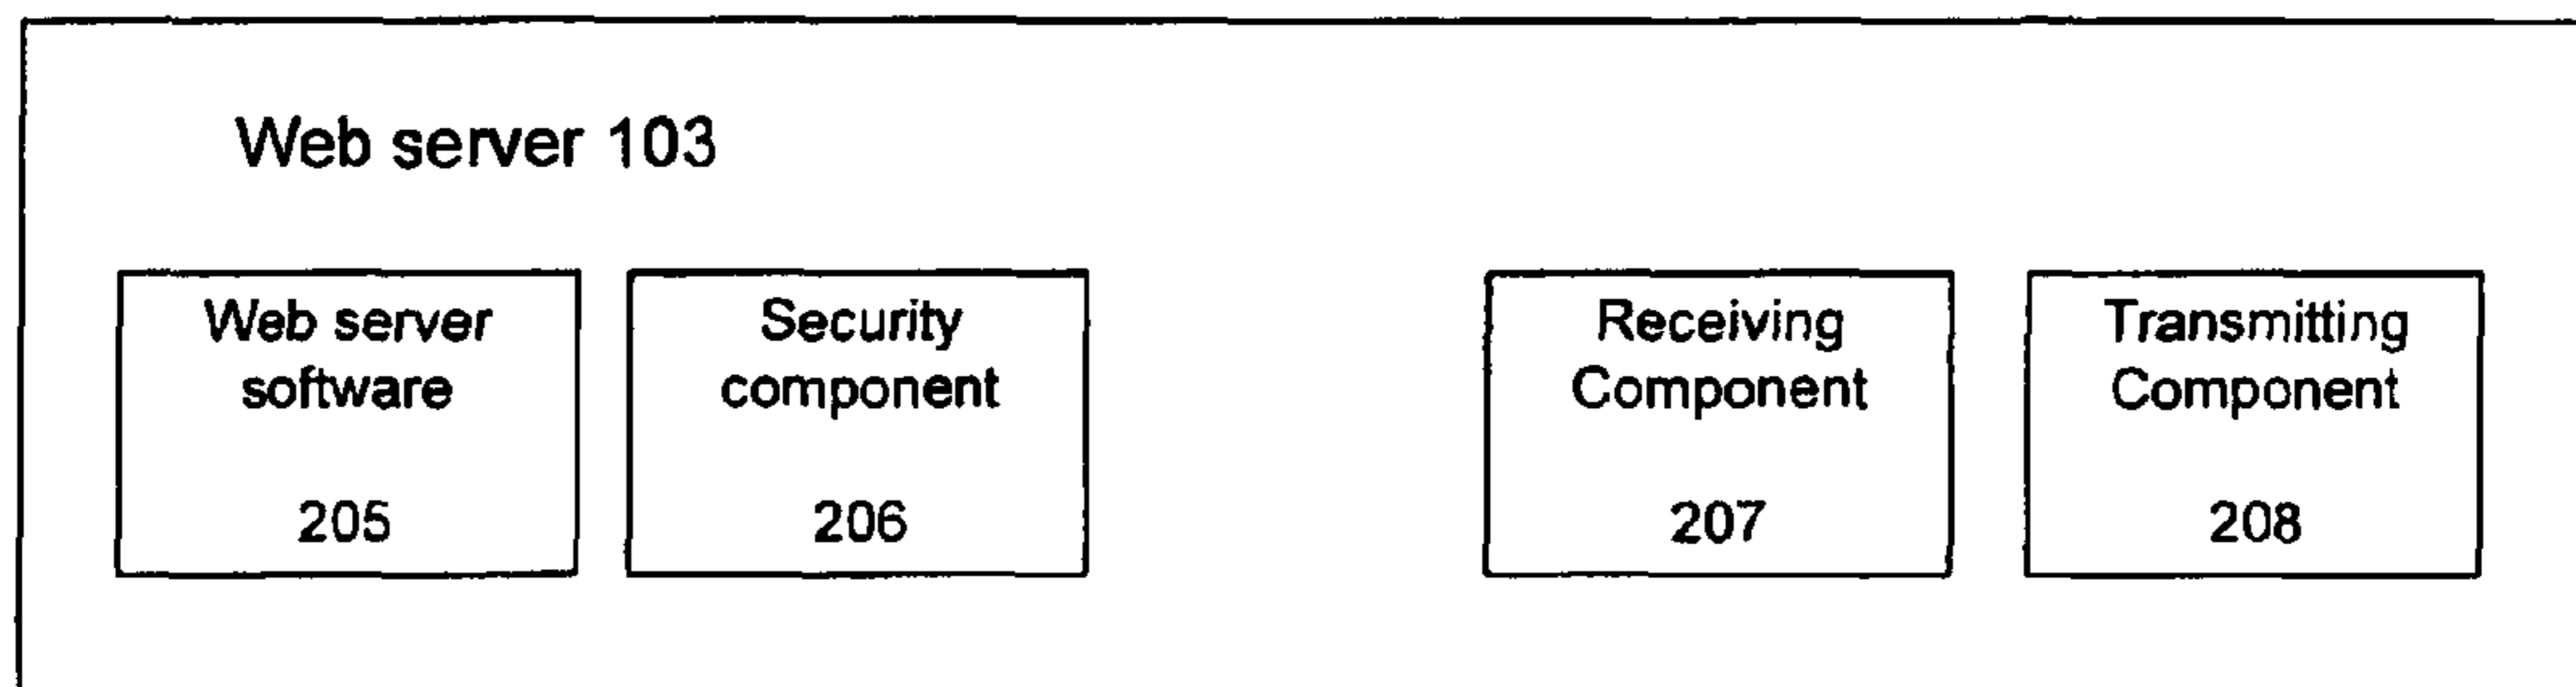 Web server 103
Web server
software
205
Security
component
206
Receiving
Component
207
Transmitting
Component
208